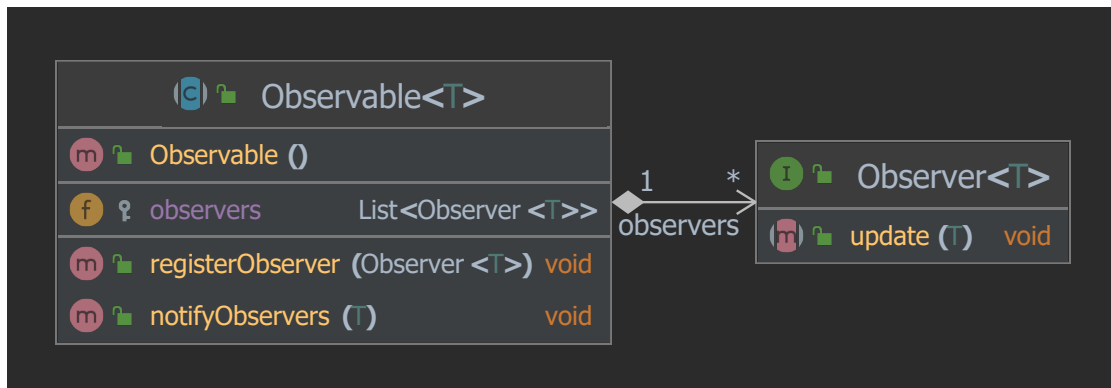 Observable<T>
Observable ()
observers List<Observer <T>>
registerObserver (Observer <T>) void
notifyObservers (T) void
1 *
observers
Observer<T>
update (T) void